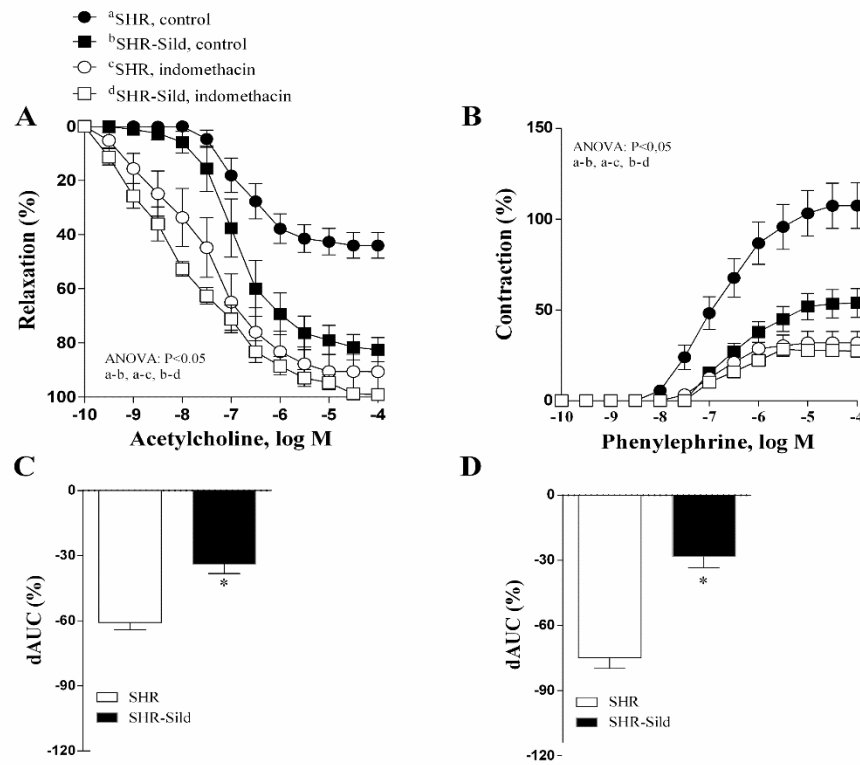 aSHR, control
bSHR-Sild, control
cSHR, indomethacin
dSHR-Sild, indomethacin
A
0
20
40
60
80
100
Relaxation (%)
ANOVA: P<0.05
a-b, a-c, b-d
-10 -9 -8 -7 -6 -5 -4
Acetylcholine, log M
B
150
100
50
0
Contraction (%)
ANOVA: P<0,05
a-b, a-c, b-d
-10 -9 -8 -7 -6 -5 -4
Phenylephrine, log M
C
0
-30
-60
-90
-120
dAUC (%)
*
SHR
SHR-Sild
D
0
-30
-60
-90
-120
dAUC (%)
*
SHR
SHR-Sild